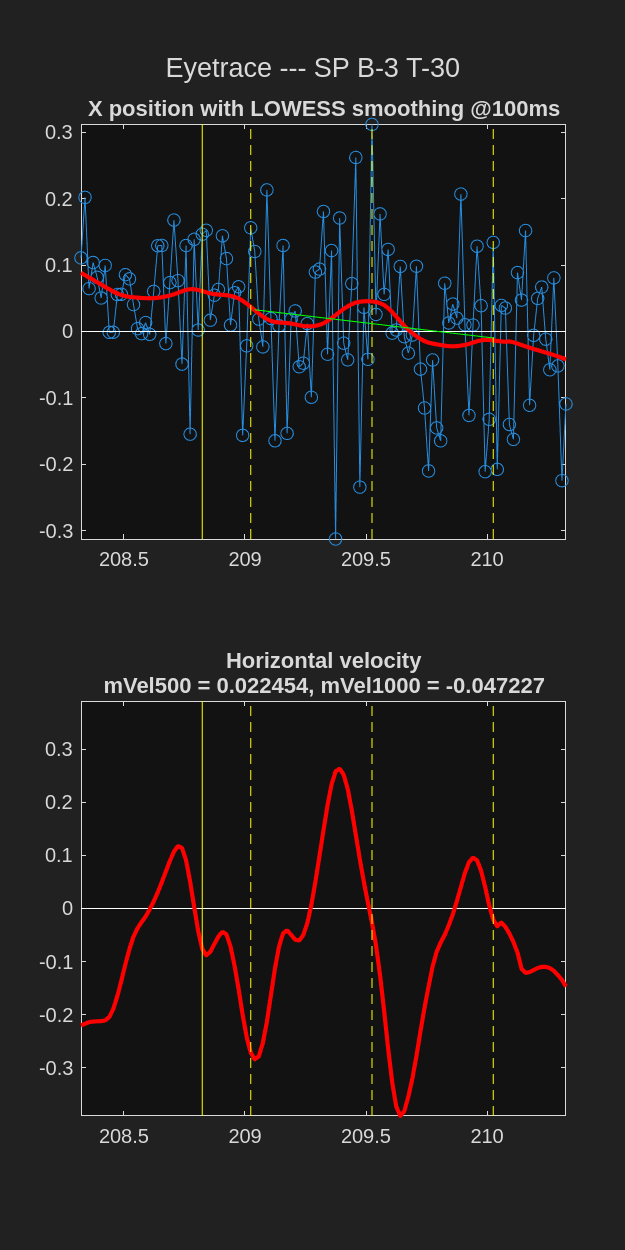 Eyetrace --- SP B-3 T-30
X position with LOWESS smoothing @100ms
0.3
0.2
0.1
0
-0.1
-0.2
-0.3
208.5 209 209.5 210
Horizontal velocity
mVel500 = 0.022454, mVel1000 = -0.047227
0.3
0.2
0.1
0
-0.1
-0.2
-0.3
208.5 209 209.5 210